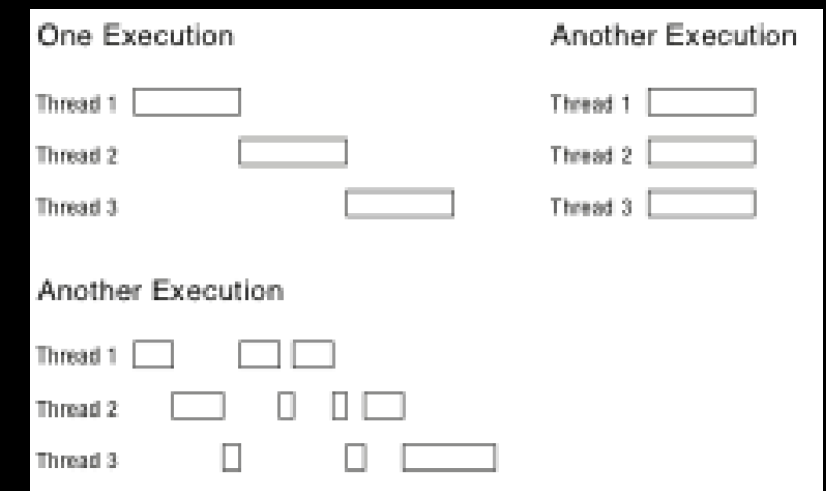 One Execution
Thread 1
Thread 2
Thread 3
Another Execution
Thread 1
Thread 2
Thread 3
Another Execution
Thread 1
Thread 2
Thread 3